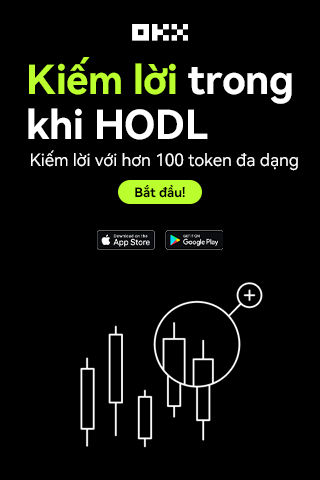 OKX
Kiếm lời trong
khi HODL
Kiếm lời với hơn 100 token đa dạng
Bắt đầu!
Download on the
App Store
GET IT ON
Google Play